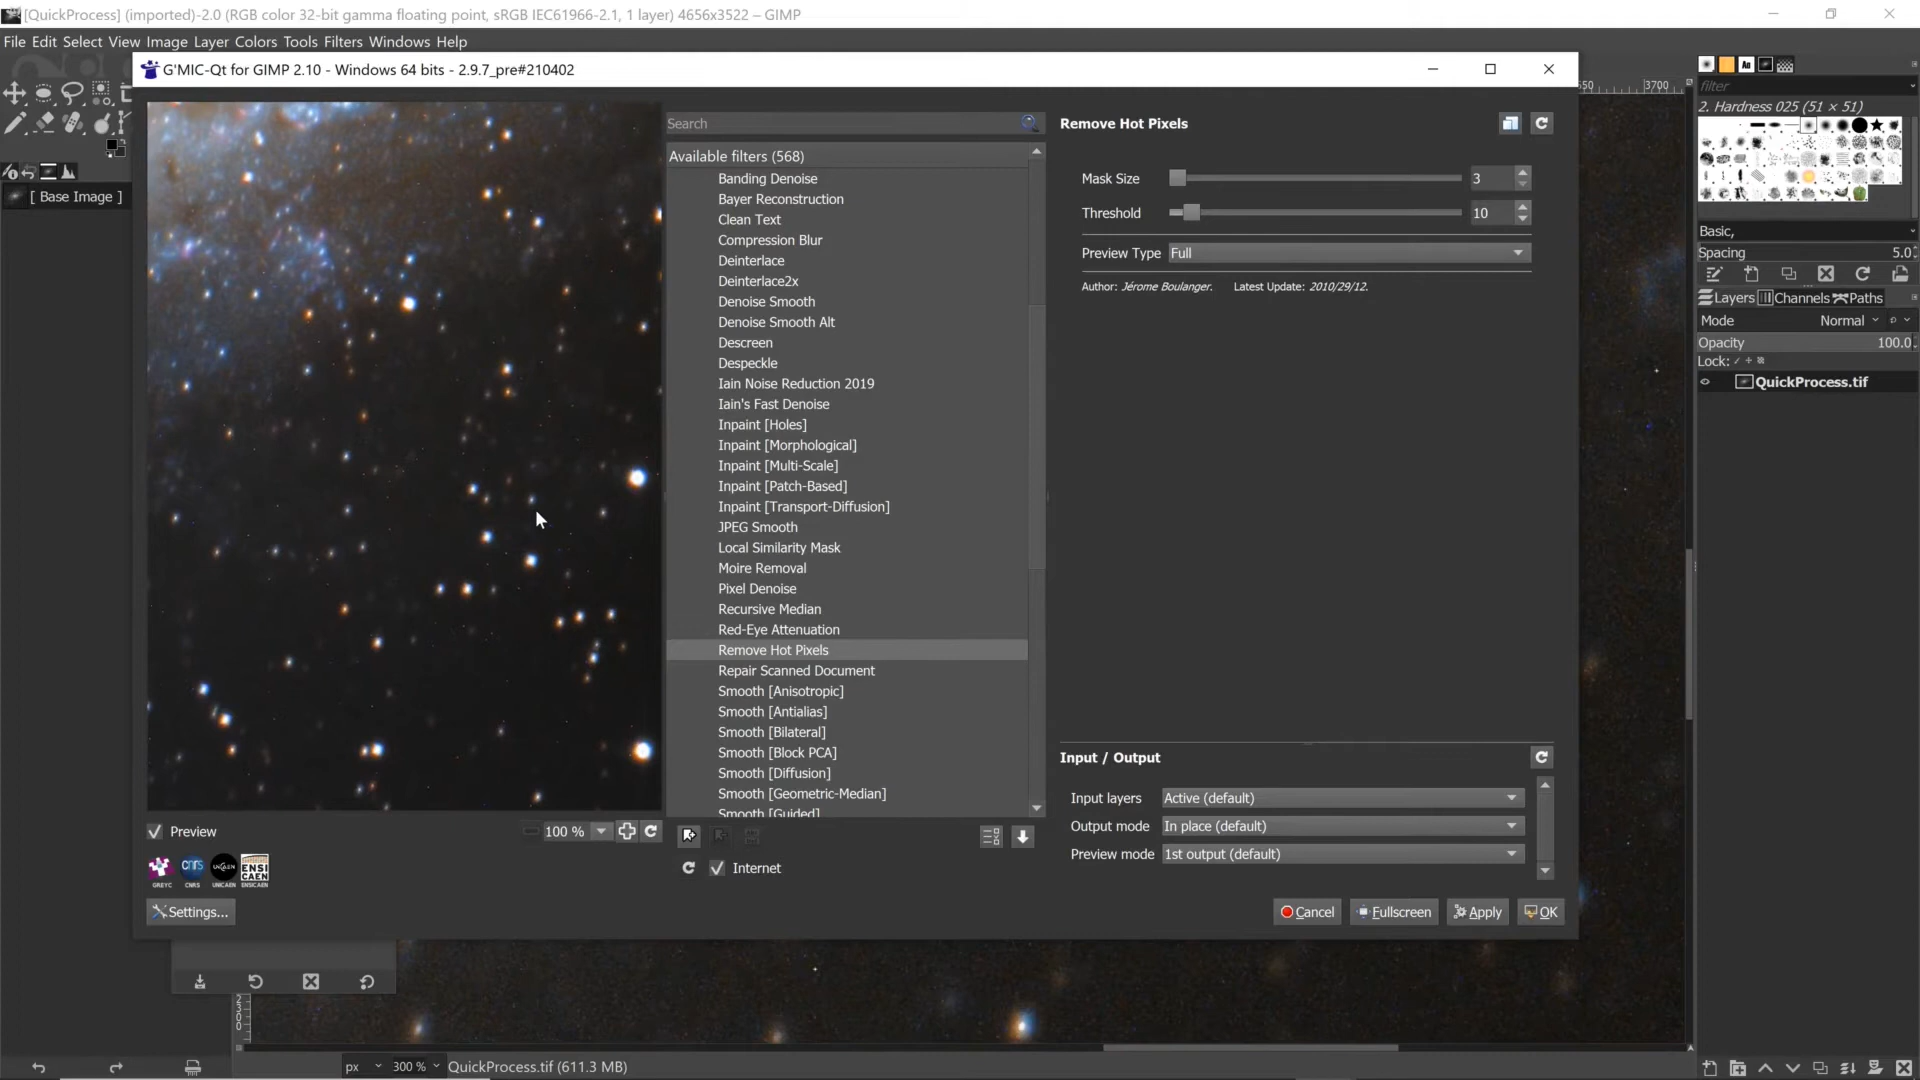 [QuickProcess] (imported)-2.0 (RGB color 32-bit gamma floating point, sRGB IEC61966-2.1, 1 layer) 4656x3522 – GIMP
File Edit Select View Image Layer Colors Tools Filters Windows Help
G'MIC-Qt for GIMP 2.10 - Windows 64 bits - 2.9.7_pre#210402
3700
filter
2. Hardness 025 (51 × 51)
Basic,
Spacing 5.0
Layers Channels Paths
Mode Normal
Opacity 100.0
Lock:
QuickProcess.tif
[ Base Image ]
Search
Available filters (568)
Banding Denoise
Bayer Reconstruction
Clean Text
Compression Blur
Deinterlace
Deinterlace2x
Denoise Smooth
Denoise Smooth Alt
Descreen
Despeckle
Iain Noise Reduction 2019
Iain's Fast Denoise
Inpaint [Holes]
Inpaint [Morphological]
Inpaint [Multi-Scale]
Inpaint [Patch-Based]
Inpaint [Transport-Diffusion]
JPEG Smooth
Local Similarity Mask
Moire Removal
Pixel Denoise
Recursive Median
Red-Eye Attenuation
Remove Hot Pixels
Repair Scanned Document
Smooth [Anisotropic]
Smooth [Antialias]
Smooth [Bilateral]
Smooth [Block PCA]
Smooth [Diffusion]
Smooth [Geometric-Median]
Smooth [Guided]
Internet
Remove Hot Pixels
Mask Size 3
Threshold 10
Preview Type Full
Author: Jérome Boulanger. Latest Update: 2010/29/12.
Input / Output
Input layers Active (default)
Output mode In place (default)
Preview mode 1st output (default)
Cancel Fullscreen Apply OK
Preview 100 %
GREYC CNRS UNICAEN ENSICAEN
Settings...
px 300 % QuickProcess.tif (611.3 MB)